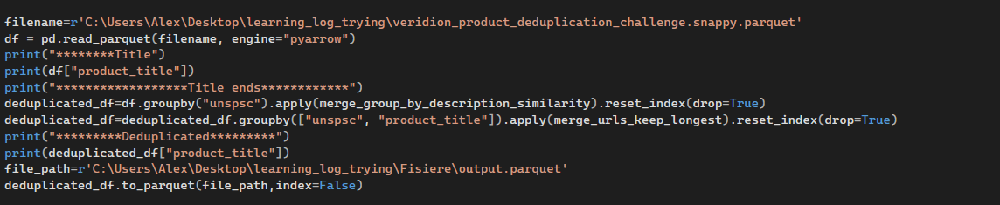 filename=r'C:\Users\Alex\Desktop\learning_log_trying\veridion_product_deduplication_challenge.snappy.parquet'
df = pd.read_parquet(filename, engine="pyarrow")
print("********Title")
print(df["product_title"])
print("******************Title ends************")
deduplicated_df=df.groupby("unspsc").apply(merge_group_by_description_similarity).reset_index(drop=True)
deduplicated_df=deduplicated_df.groupby(["unspsc", "product_title"]).apply(merge_urls_keep_longest).reset_index(drop=True)
print("*********Deduplicated*********")
print(deduplicated_df["product_title"])
file_path=r'C:\Users\Alex\Desktop\learning_log_trying\Fisiere\output.parquet'
deduplicated_df.to_parquet(file_path,index=False)